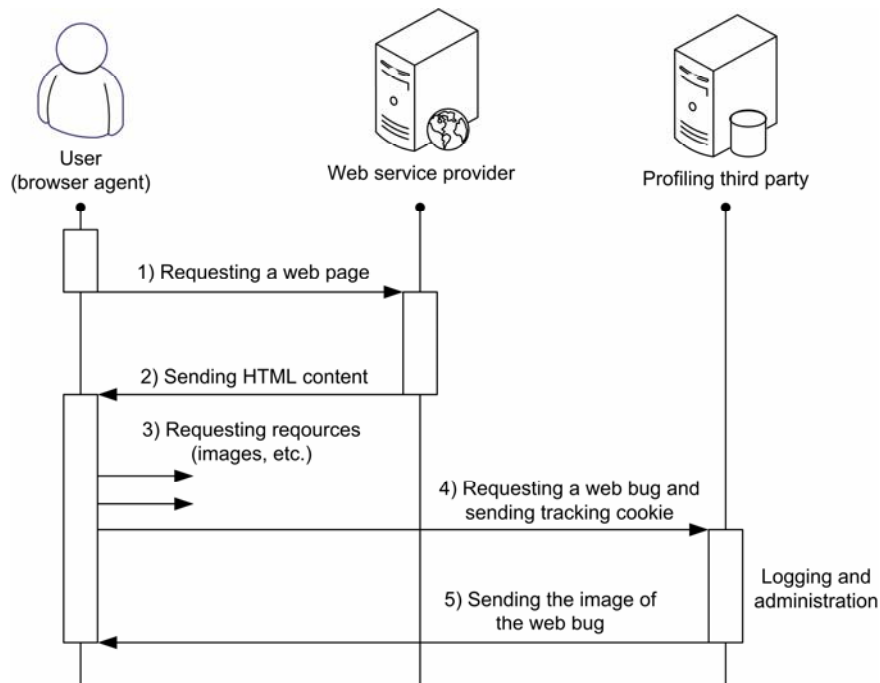 User
(browser agent)
Web service provider
Profiling third party
1) Requesting a web page
2) Sending HTML content
3) Requesting reqources
(images, etc.)
4) Requesting a web bug and
sending tracking cookie
Logging and
administration
5) Sending the image of
the web bug